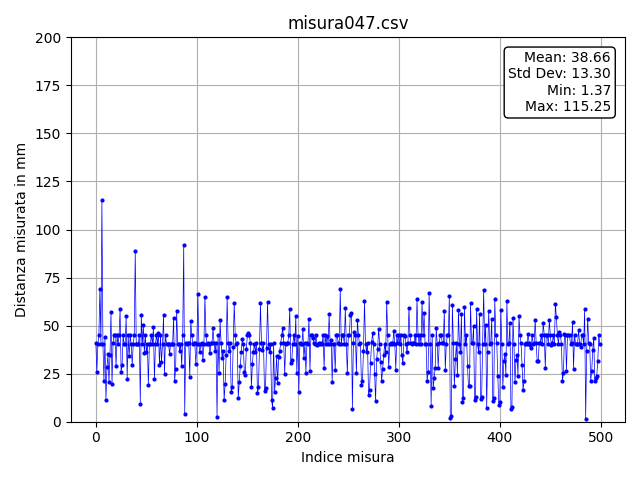 misura047.csv
200
175
150
125
100
75
50
25
0
Distanza misurata in mm
Mean: 38.66
Std Dev: 13.30
Min: 1.37
Max: 115.25
0 100 200 300 400 500
Indice misura